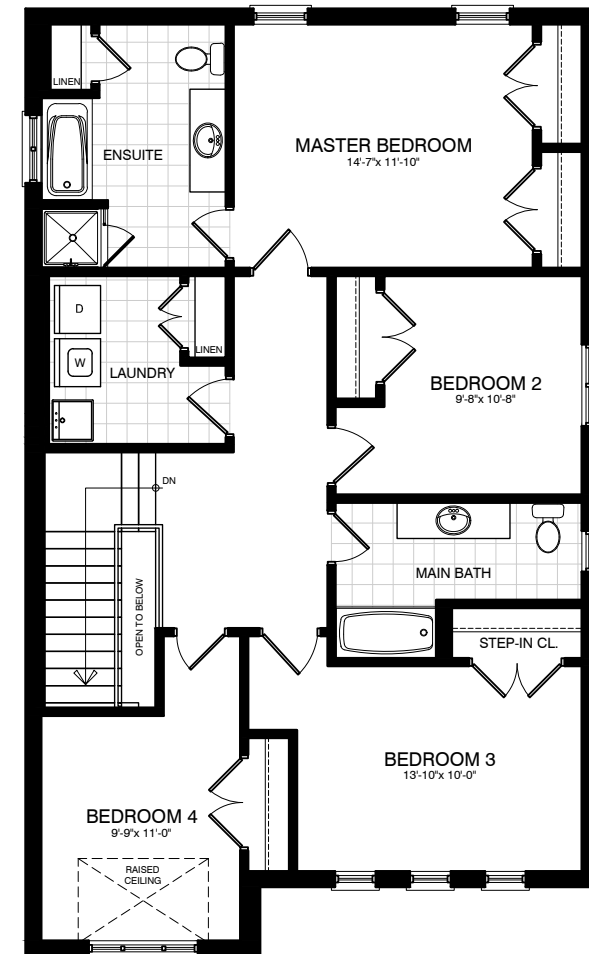 LINEN
ENSUITE
MASTER BEDROOM
14'-7"x 11'-10"
D
W
LINEN
LAUNDRY
BEDROOM 2
9'-8"x 10'-8"
DN
MAIN BATH
OPEN TO BELOW
STEP-IN CL.
BEDROOM 3
13'-10"x 10'-0"
BEDROOM 4
9'-9"x 11'-0"
RAISED
CEILING